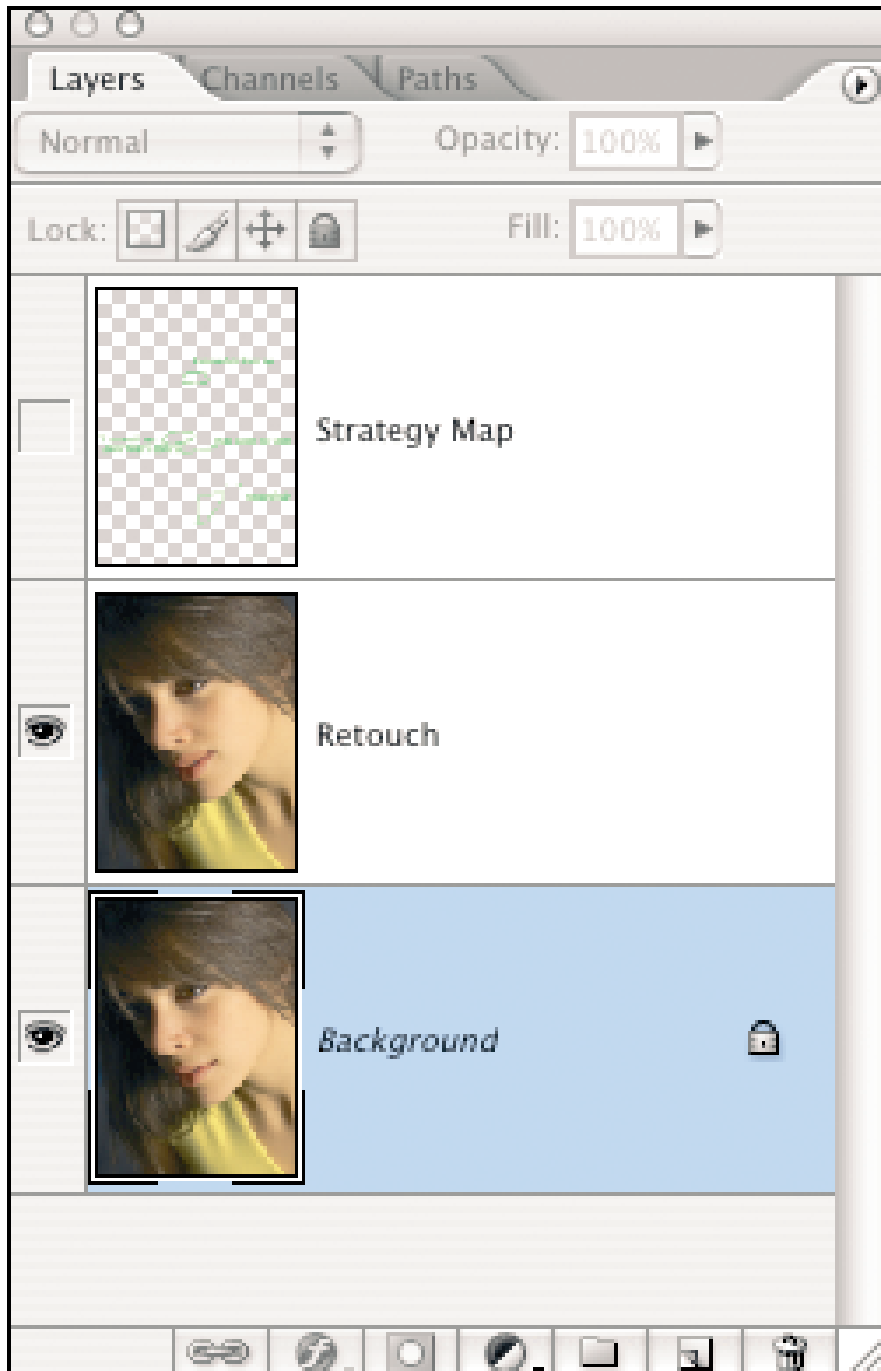 Layers Channels Paths
Normal Opacity: 100%
Lock: Fill: 100%
Strategy Map
Retouch
Background